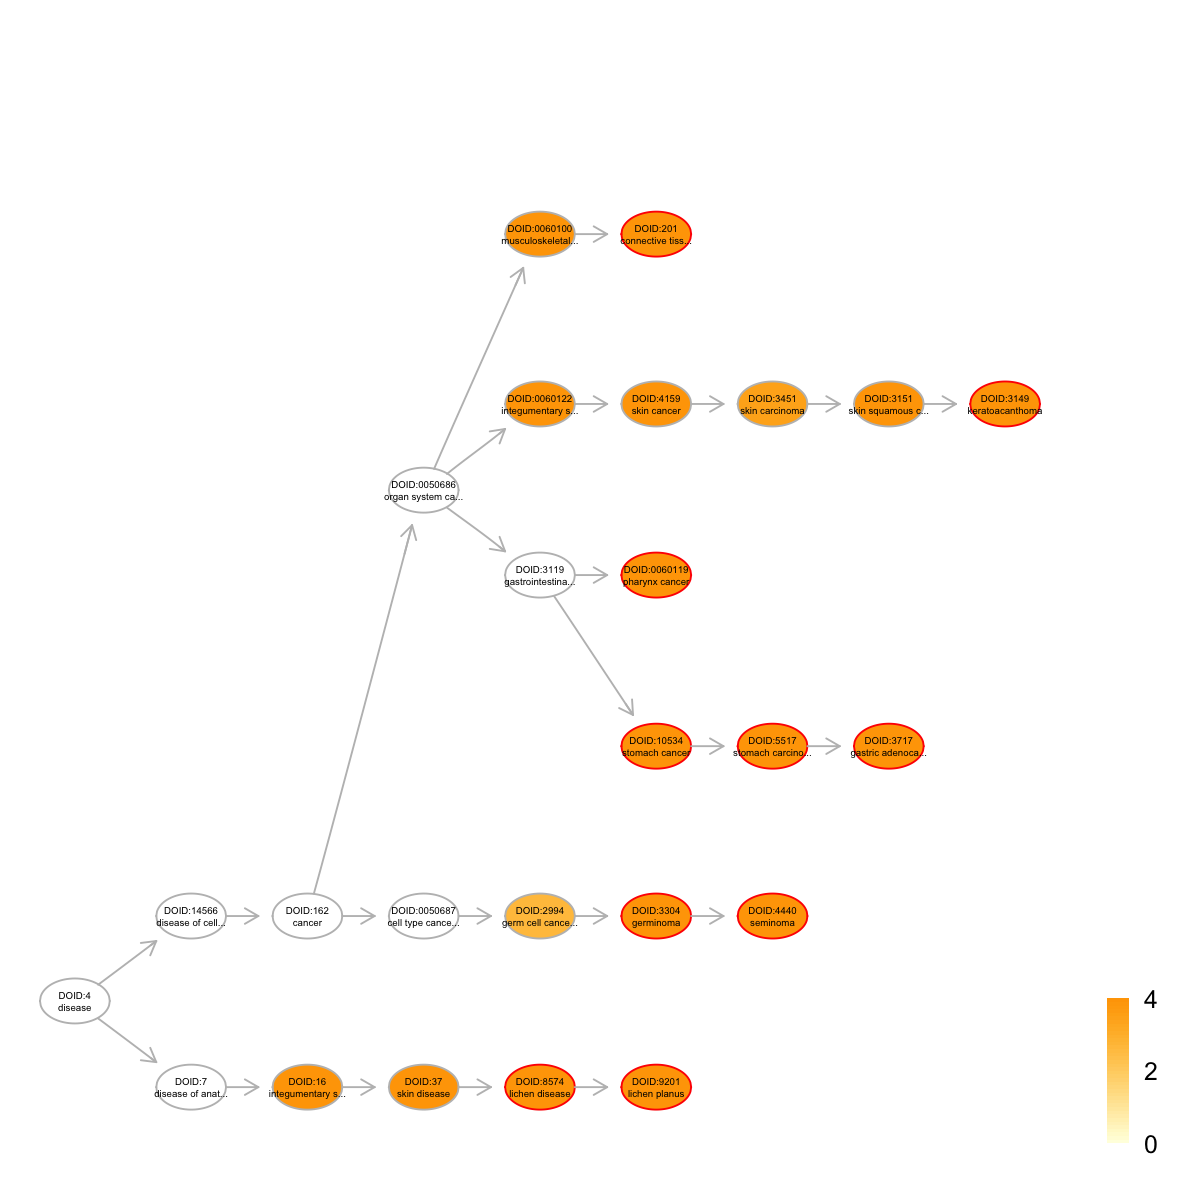 DOID:0060100
musculoskeletal...
DOID:201
connective tiss...
DOID:0060122
integumentary s...
DOID:4159
skin cancer
DOID:3451
skin carcinoma
DOID:3151
skin squamous c...
DOID:3149
keratoacanthoma
DOID:0050686
organ system ca...
DOID:3119
gastrointestina...
DOID:0060119
pharynx cancer
DOID:10534
stomach cancer
DOID:5517
stomach carcino...
DOID:3717
gastric adenoca...
DOID:14566
disease of cell...
DOID:162
cancer
DOID:0050687
cell type cance...
DOID:2994
germ cell cance...
DOID:3304
germinoma
DOID:4440
seminoma
DOID:4
disease
DOID:7
disease of anat...
DOID:16
integumentary s...
DOID:37
skin disease
DOID:8574
lichen disease
DOID:9201
lichen planus
4
2
0